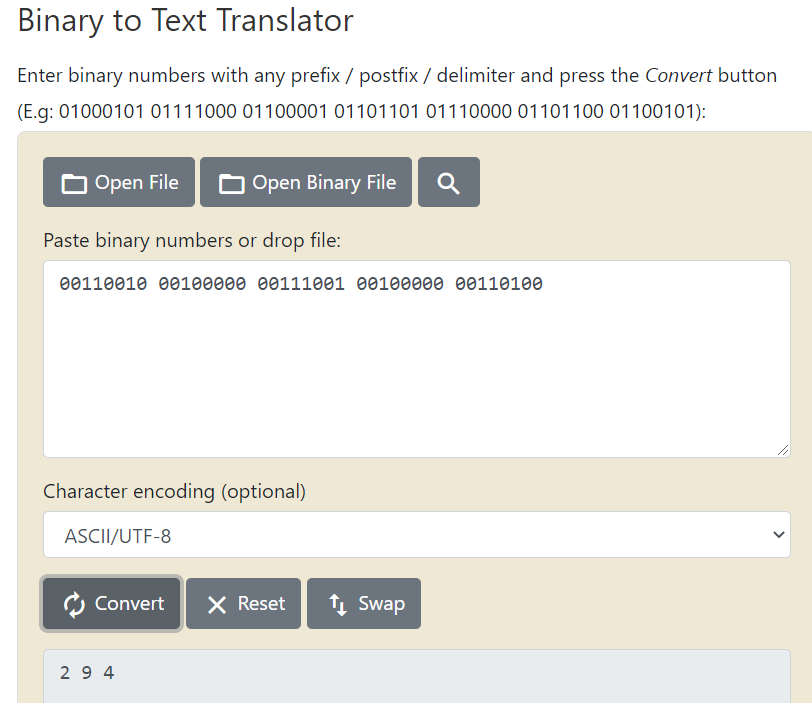 Binary to Text Translator
Enter binary numbers with any prefix / postfix / delimiter and press the Convert button
(E.g: 01000101 01111000 01100001 01101101 01110000 01101100 01100101):
Open File Open Binary File
Paste binary numbers or drop file:
00110010 00100000 00111001 00100000 00110100
Character encoding (optional)
ASCII/UTF-8
Convert Reset Swap
2 9 4